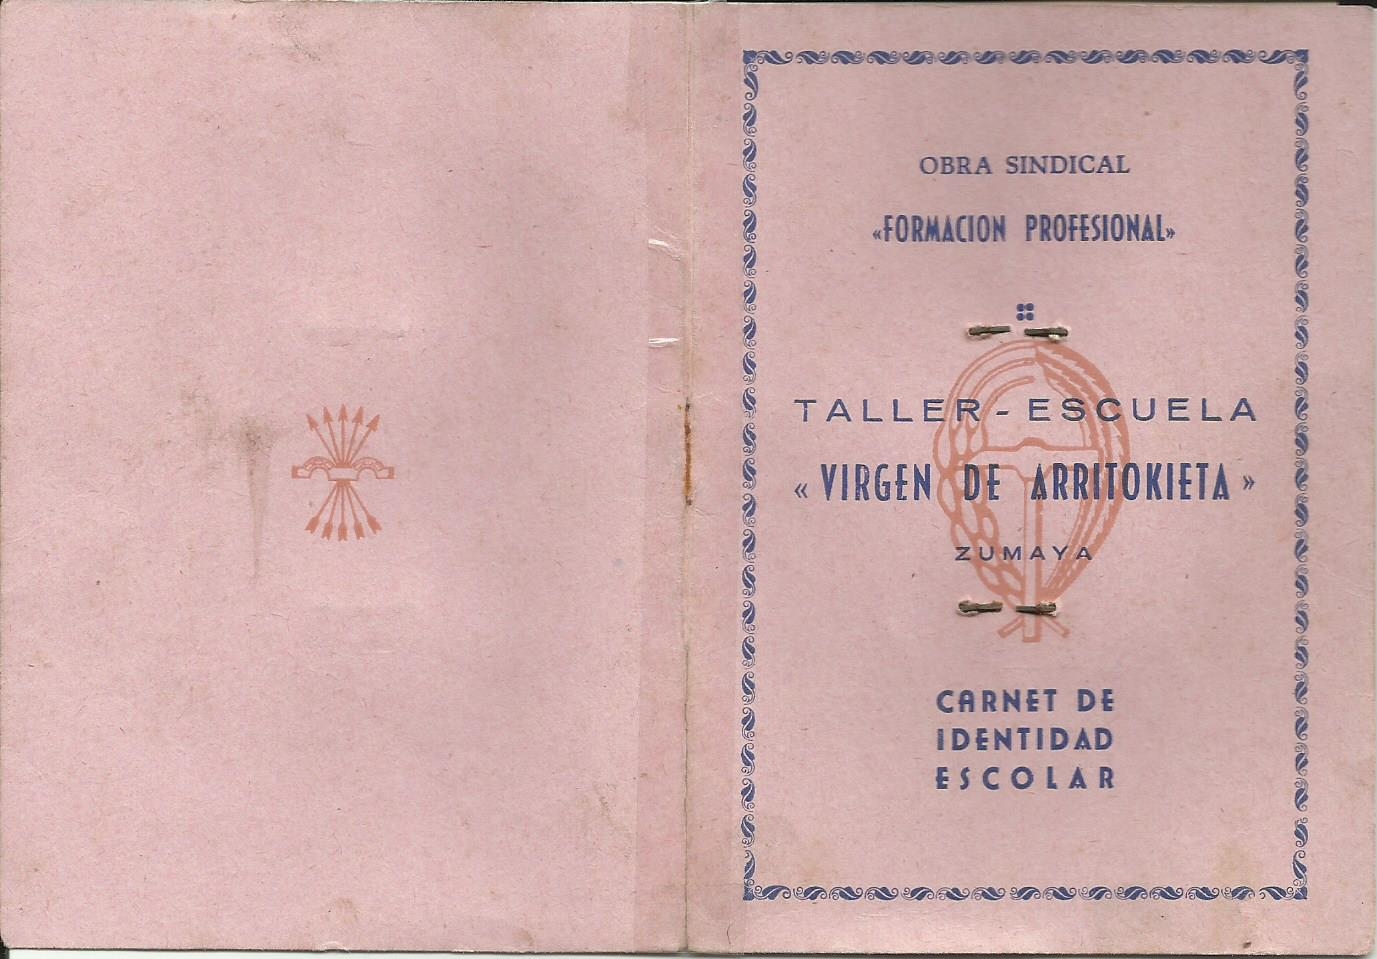 OBRA SINDICAL
«FORMACION PROFESIONAL»
TALLER - ESCUELA
« VIRGEN DE ARRITOKIETA »
ZUMAYA
CARNET DE
IDENTIDAD
ESCOLAR